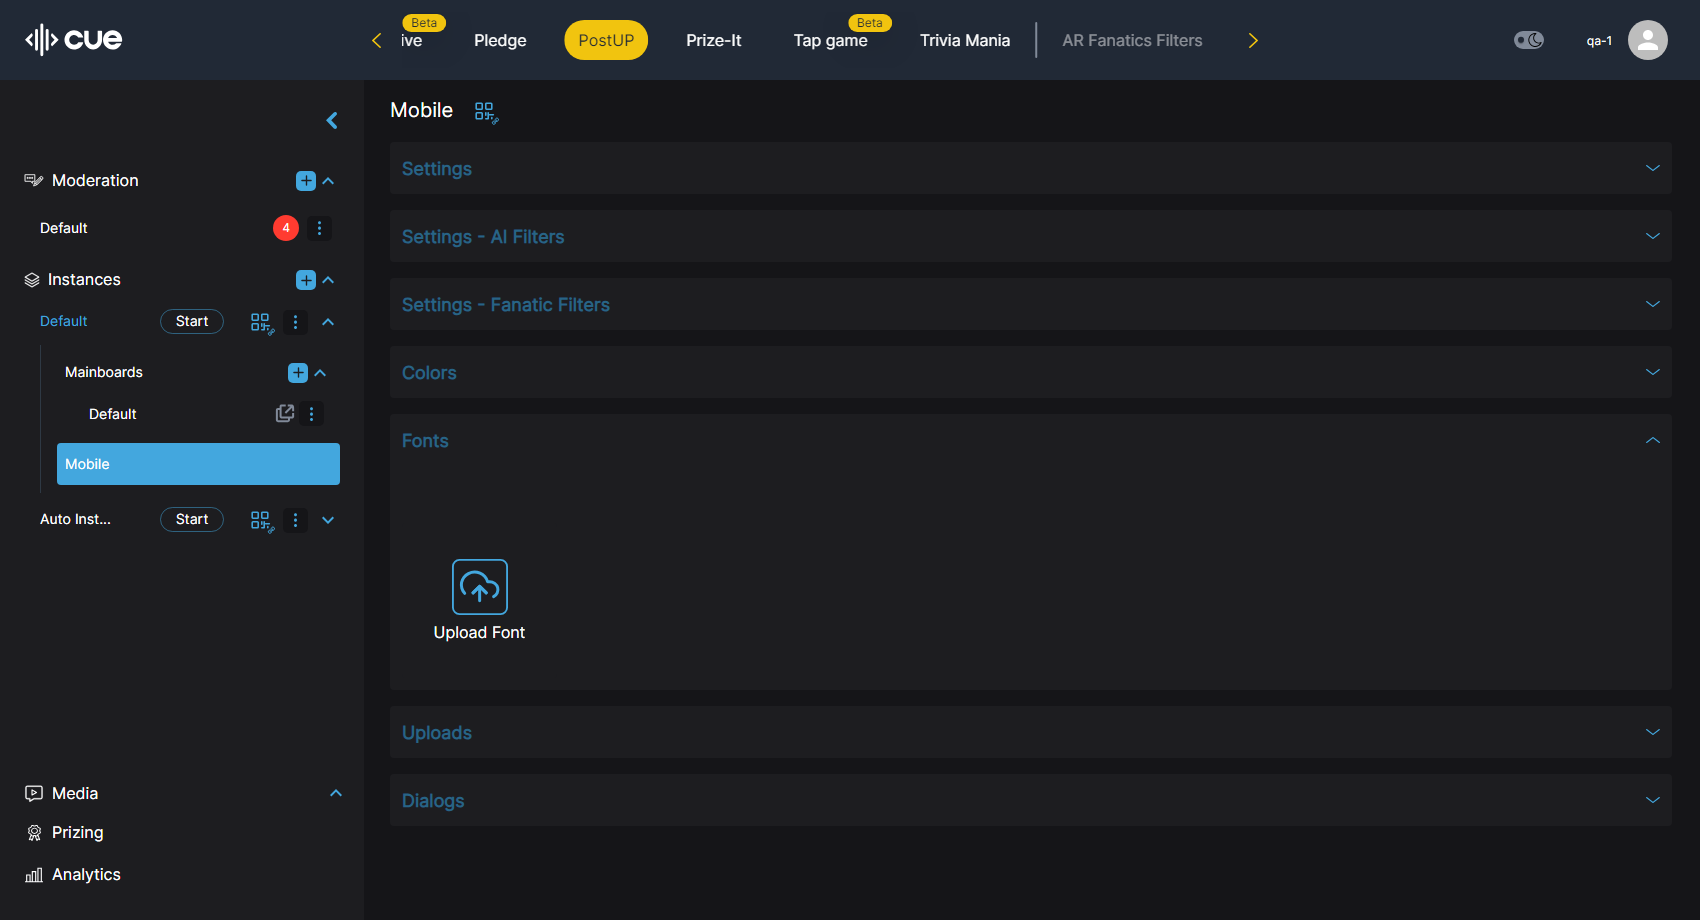 cue
Beta
ive
Pledge
PostUP
Prize-It
Beta
Tap game
Trivia Mania
AR Fanatics Filters
qa-1
Moderation
Default
4
Instances
Default
Start
Mainboards
Default
Mobile
Auto Inst...
Start
Media
Prizing
Analytics
Mobile
Settings
Settings - AI Filters
Settings - Fanatic Filters
Colors
Fonts
Upload Font
Uploads
Dialogs